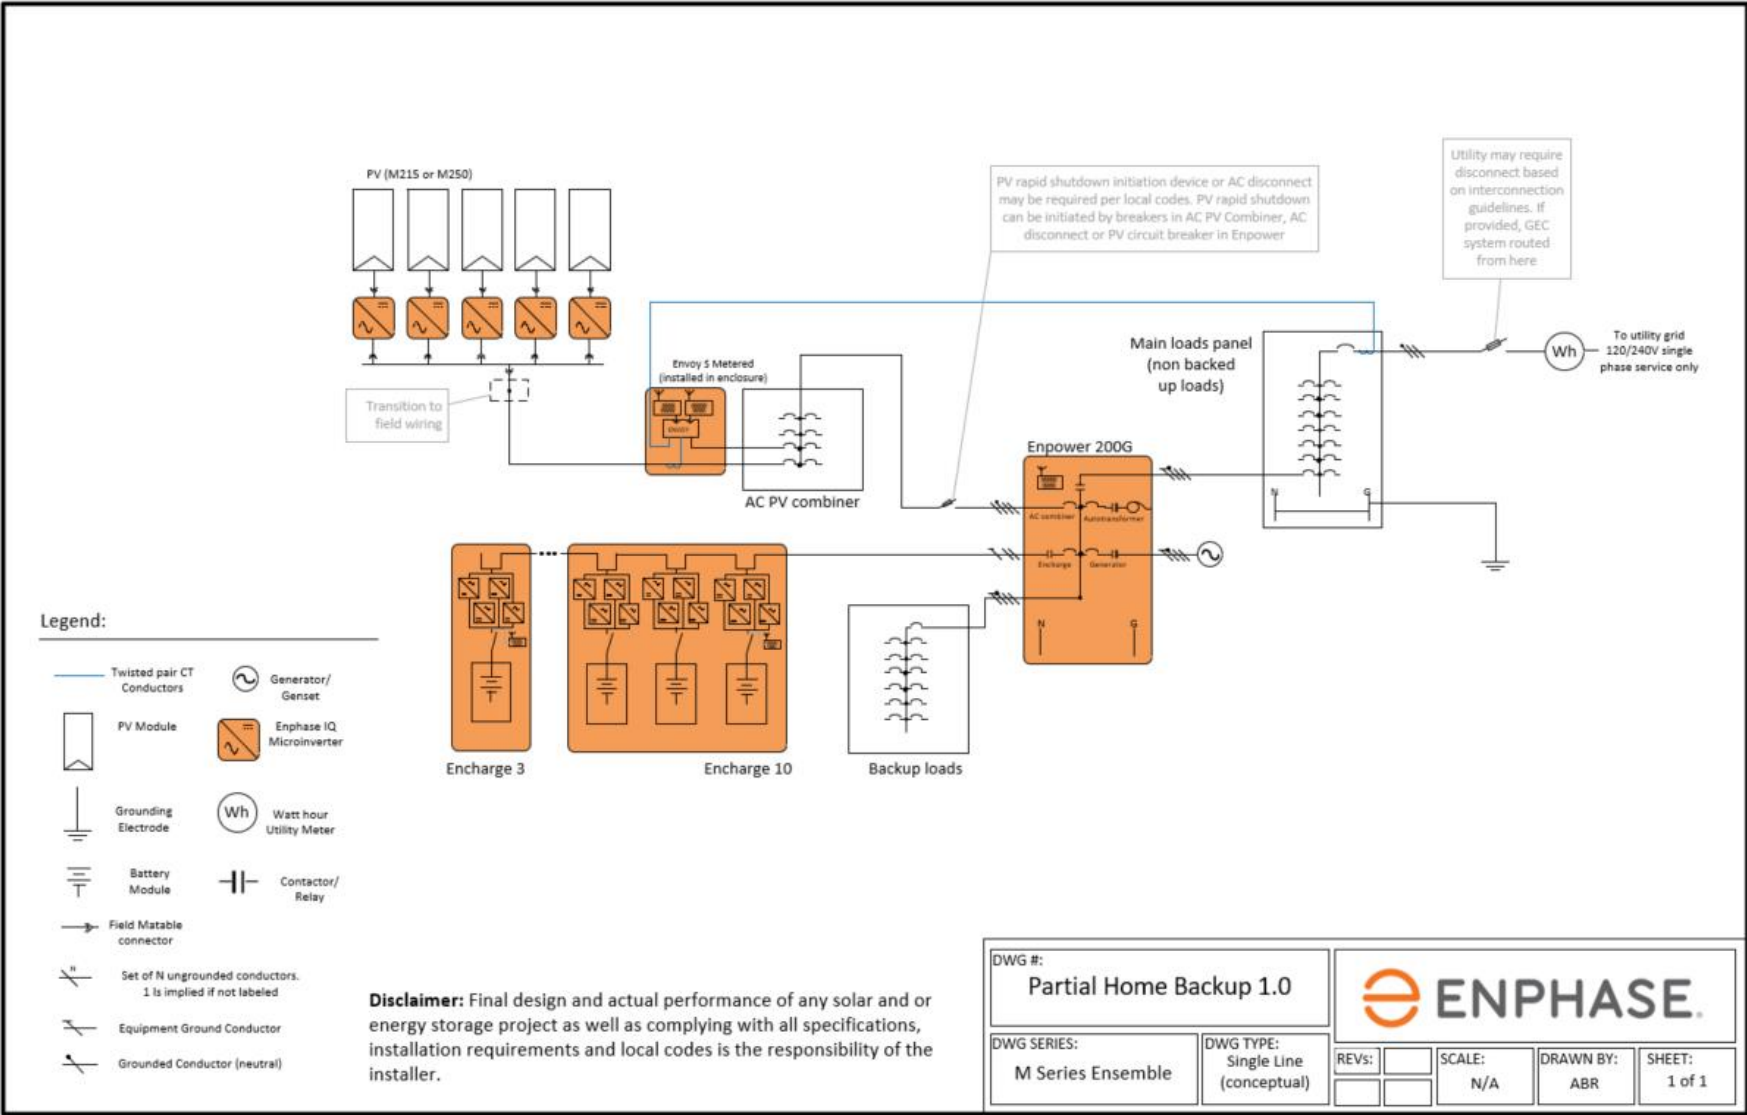 PV (M215 or M250)
Transition to
field wiring
Envoy S Metered
(installed in enclosure)
ENVOY
AC PV combiner
PV rapid shutdown initiation device or AC disconnect
may be required per local codes. PV rapid shutdown
can be initiated by breakers in AC PV Combiner, AC
disconnect or PV circuit breaker in Enpower
Utility may require
disconnect based
on interconnection
guidelines. If
provided, GEC
system routed
from here
Main loads panel
(non backed
up loads)
Wh
To utility grid
120/240V single
phase service only
N
G
Enpower 200G
AC combiner
Autotransformer
Encharge
Generator
N
G
Encharge 3
Encharge 10
Backup loads
Legend:
Twisted pair CT
Conductors
Generator/
Genset
PV Module
Enphase IQ
Microinverter
Grounding
Electrode
Wh
Watt hour
Utility Meter
Battery
Module
Contactor/
Relay
Field Matable
connector
N
Set of N ungrounded conductors.
1 Is implied if not labeled
Equipment Ground Conductor
Grounded Conductor (neutral)
Disclaimer: Final design and actual performance of any solar and or
energy storage project as well as complying with all specifications,
installation requirements and local codes is the responsibility of the
installer.
DWG #:
Partial Home Backup 1.0
ENPHASE.
DWG SERIES:
M Series Ensemble
DWG TYPE:
Single Line
(conceptual)
REVs:
SCALE:
N/A
DRAWN BY:
ABR
SHEET:
1 of 1